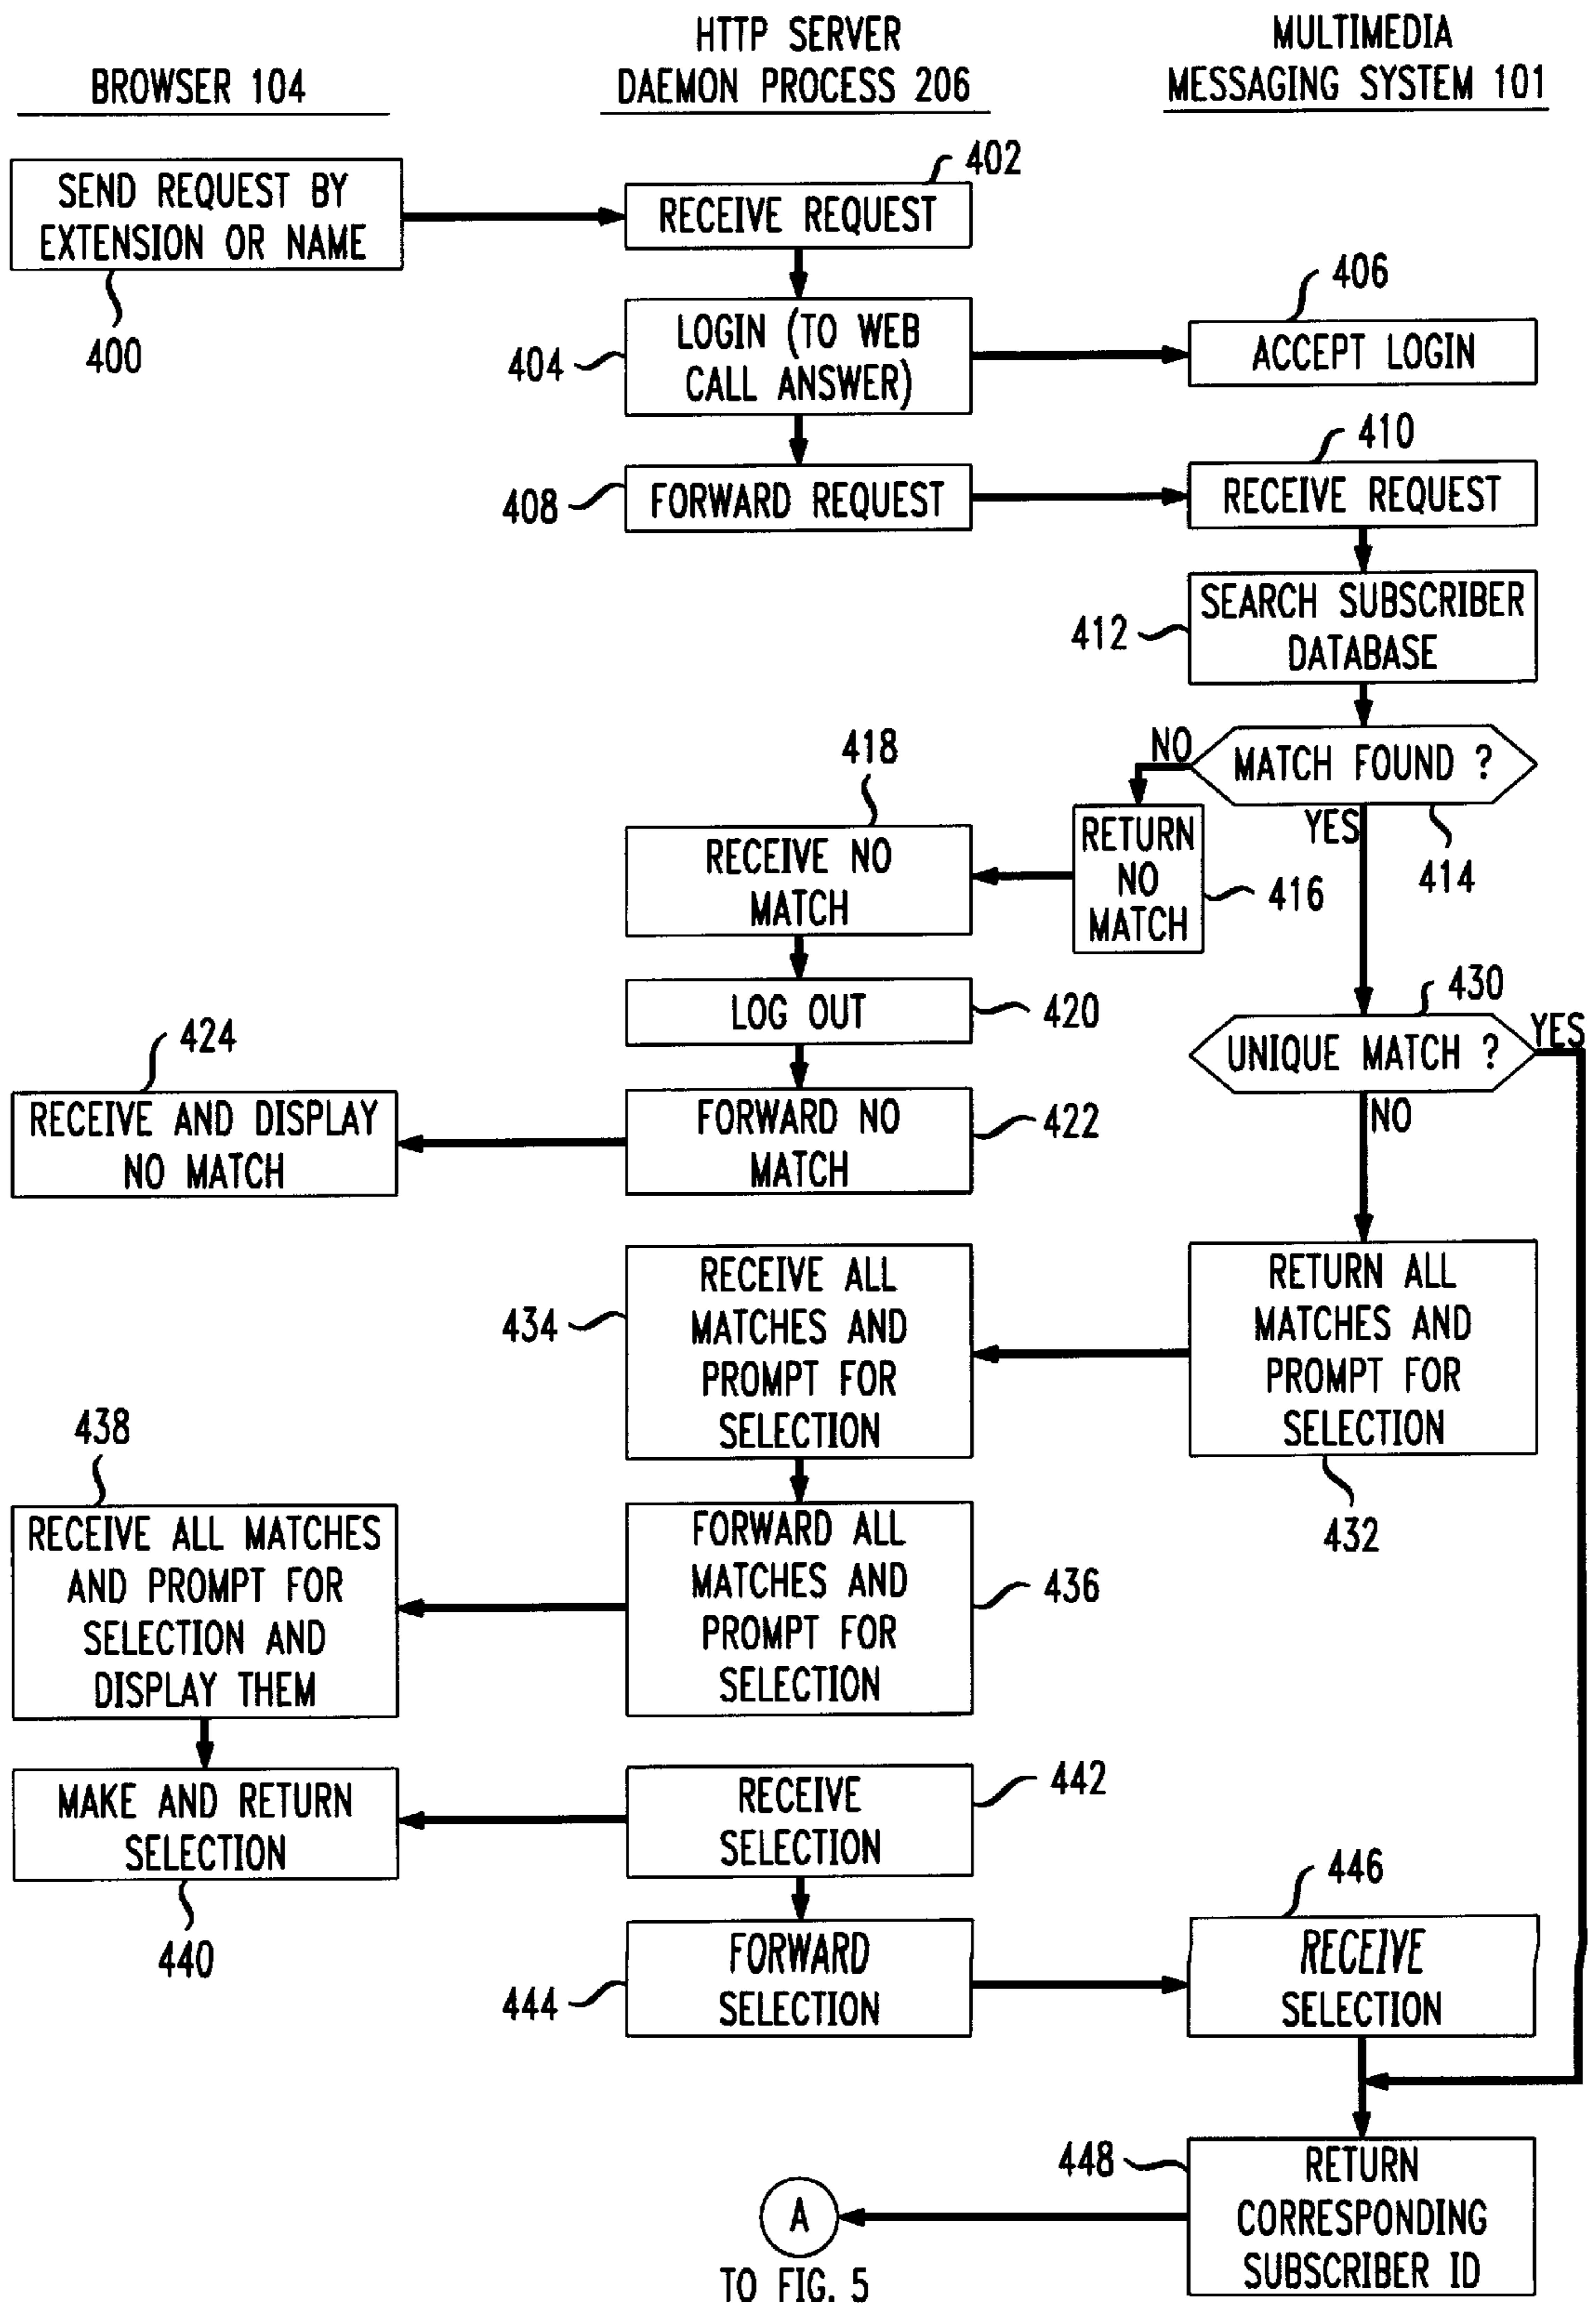 HTTP SERVER
DAEMON PROCESS 206
MULTIMEDIA
MESSAGING SYSTEM 101
BROWSER 104
SEND REQUEST BY
EXTENSION OR NAME
400
402
RECEIVE REQUEST
LOGIN (TO WEB
CALL ANSWER)
404
406
ACCEPT LOGIN
408
FORWARD REQUEST
410
RECEIVE REQUEST
412
SEARCH SUBSCRIBER
DATABASE
MATCH FOUND ?
NO
YES
414
RETURN
NO
MATCH
416
418
RECEIVE NO
MATCH
LOG OUT
420
FORWARD NO
MATCH
422
424
RECEIVE AND DISPLAY
NO MATCH
430
UNIQUE MATCH ?
YES
NO
RETURN ALL
MATCHES AND
PROMPT FOR
SELECTION
432
434
RECEIVE ALL
MATCHES AND
PROMPT FOR
SELECTION
FORWARD ALL
MATCHES AND
PROMPT FOR
SELECTION
436
438
RECEIVE ALL MATCHES
AND PROMPT FOR
SELECTION AND
DISPLAY THEM
MAKE AND RETURN
SELECTION
440
RECEIVE
SELECTION
442
444
FORWARD
SELECTION
446
RECEIVE
SELECTION
448
RETURN
CORRESPONDING
SUBSCRIBER ID
A
TO FIG. 5